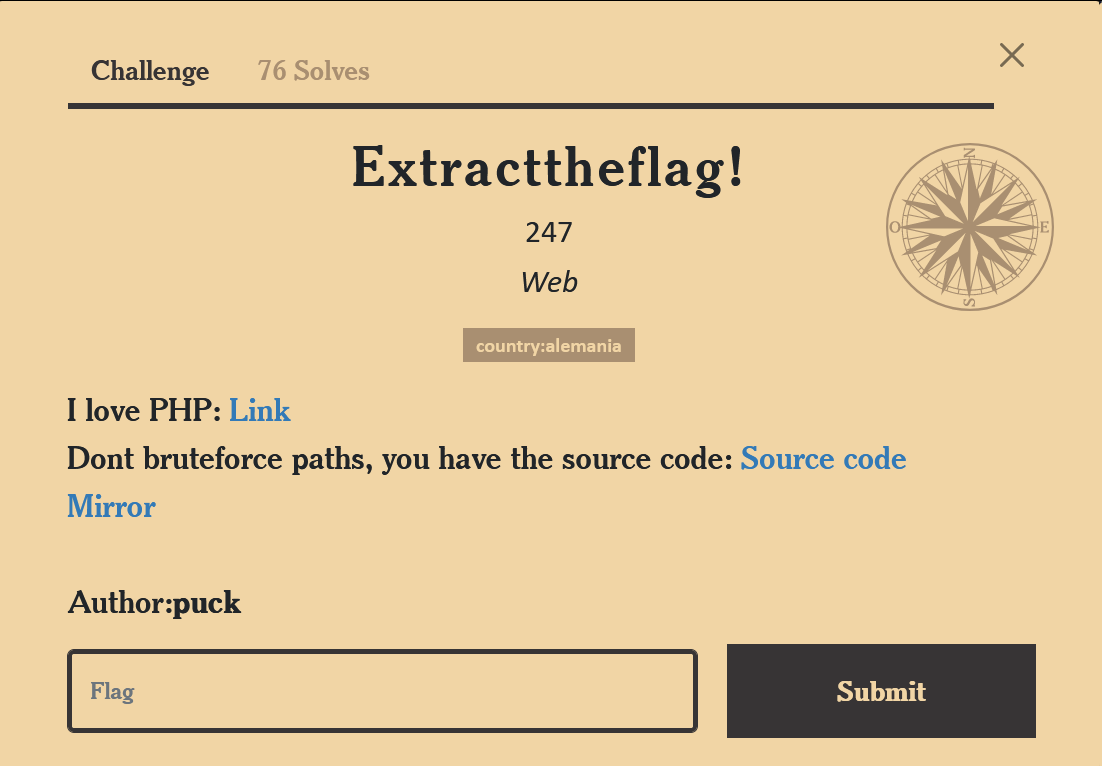 Challenge
76 Solves
Extracttheflag!
247
Web
N
O
E
S
country:alemania
I love PHP: Link
Dont bruteforce paths, you have the source code: Source code
Mirror
Author:puck
Flag
Submit